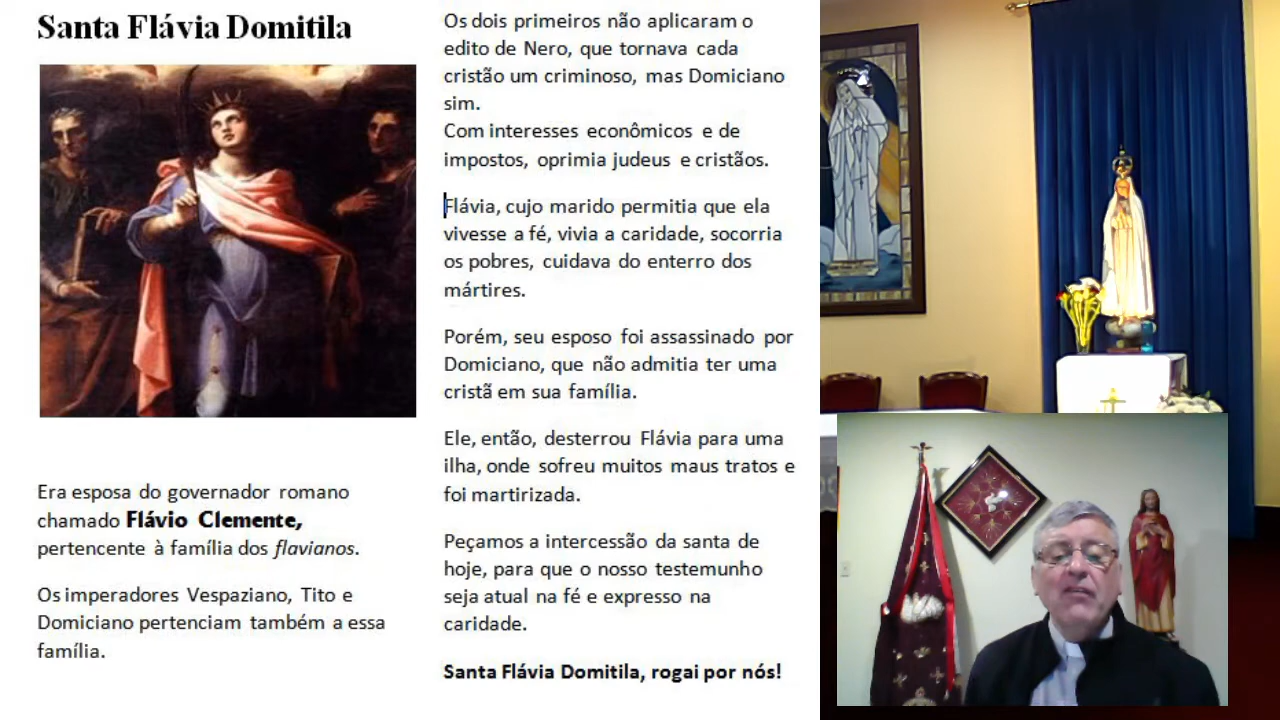 Santa Flávia Domitila
Era esposa do governador romano
chamado Flávio Clemente,
pertencente à família dos flavianos.
Os imperadores Vespaziano, Tito e
Domiciano pertenciam também a essa
família.
Os dois primeiros não aplicaram o
edito de Nero, que tornava cada
cristão um criminoso, mas Domiciano
sim.
Com interesses econômicos e de
impostos, oprimia judeus e cristãos.
Flávia, cujo marido permitia que ela
vivesse a fé, vivia a caridade, socorria
os pobres, cuidava do enterro dos
mártires.
Porém, seu esposo foi assassinado por
Domiciano, que não admitia ter uma
cristã em sua família.
Ele, então, desterrou Flávia para uma
ilha, onde sofreu muitos maus tratos e
foi martirizada.
Peçamos a intercessão da santa de
hoje, para que o nosso testemunho
seja atual na fé e expresso na
caridade.
Santa Flávia Domitila, rogai por nós!